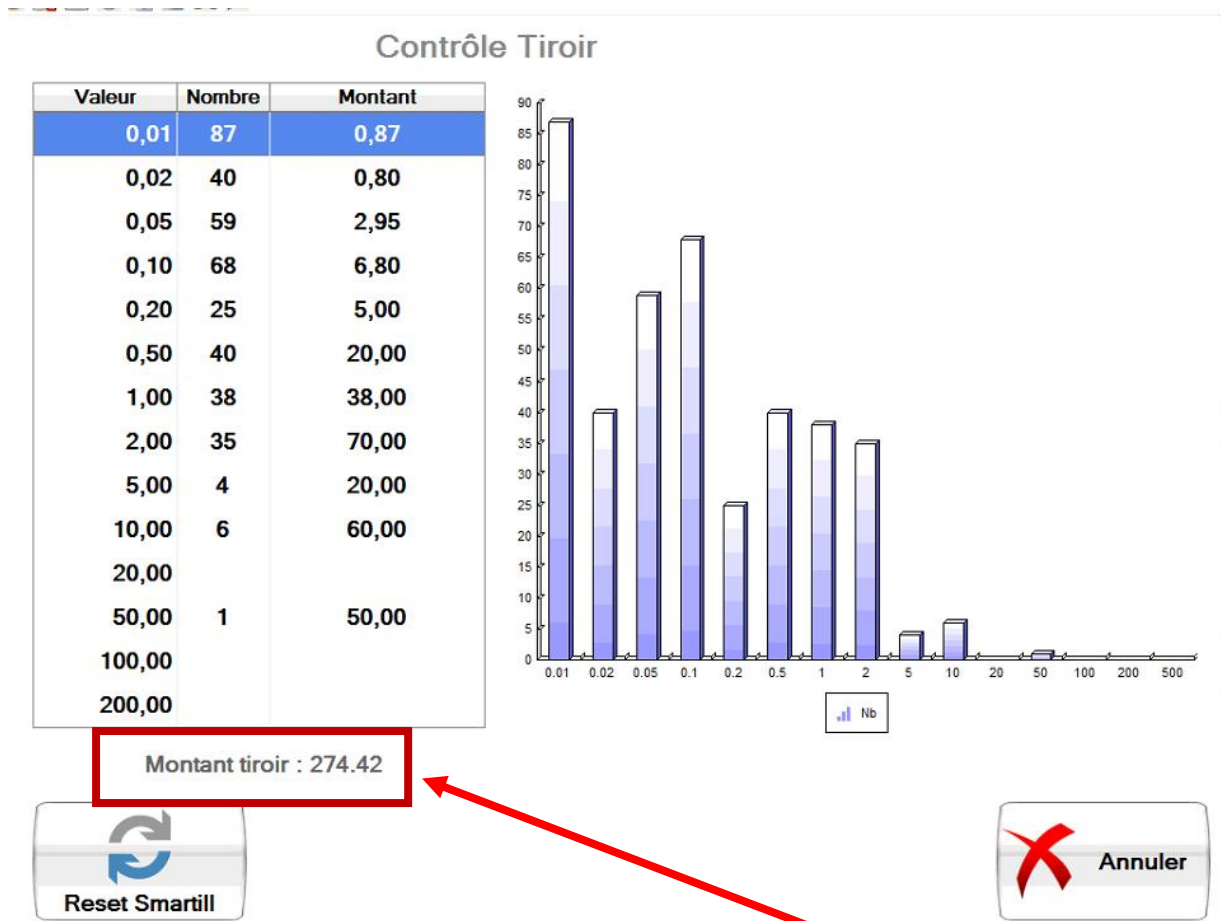 Contrôle Tiroir
Valeur Nombre Montant
0,01 87 0,87
0,02 40 0,80
0,05 59 2,95
0,10 68 6,80
0,20 25 5,00
0,50 40 20,00
1,00 38 38,00
2,00 35 70,00
5,00 4 20,00
10,00 6 60,00
20,00
50,00 1 50,00
100,00
200,00
90
85
80
75
70
65
60
55
50
45
40
35
30
25
20
15
10
5
0
0.01 0.02 0.05 0.1 0.2 0.5 1 2 5 10 20 50 100 200 500
Nb
Montant tiroir : 274.42
Reset Smartill
Annuler